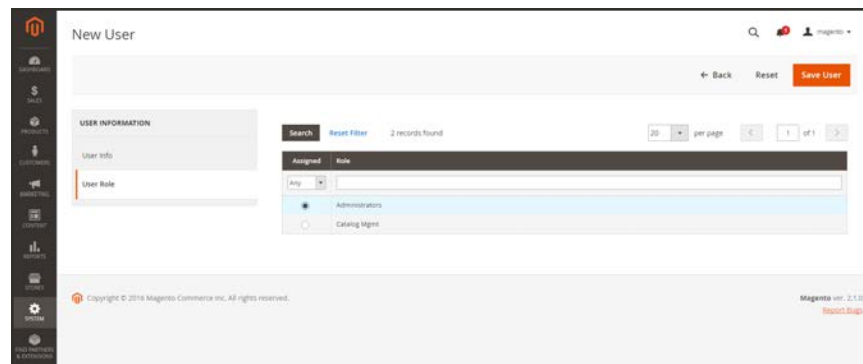 New User
magento
DASHBOARD
SALES
PRODUCTS
CUSTOMERS
MARKETING
CONTENT
REPORTS
STORES
SYSTEM
FIND PARTNERS
& EXTENSIONS
← Back Reset Save User
USER INFORMATION
User Info
User Role
Search Reset Filter 2 records found 20 per page 1 of 1
Assigned Role
Any
Administrators
Catalog Mgmt
Copyright © 2016 Magento Commerce Inc. All rights reserved.
Magento ver. 2.1.0
Report Bugs